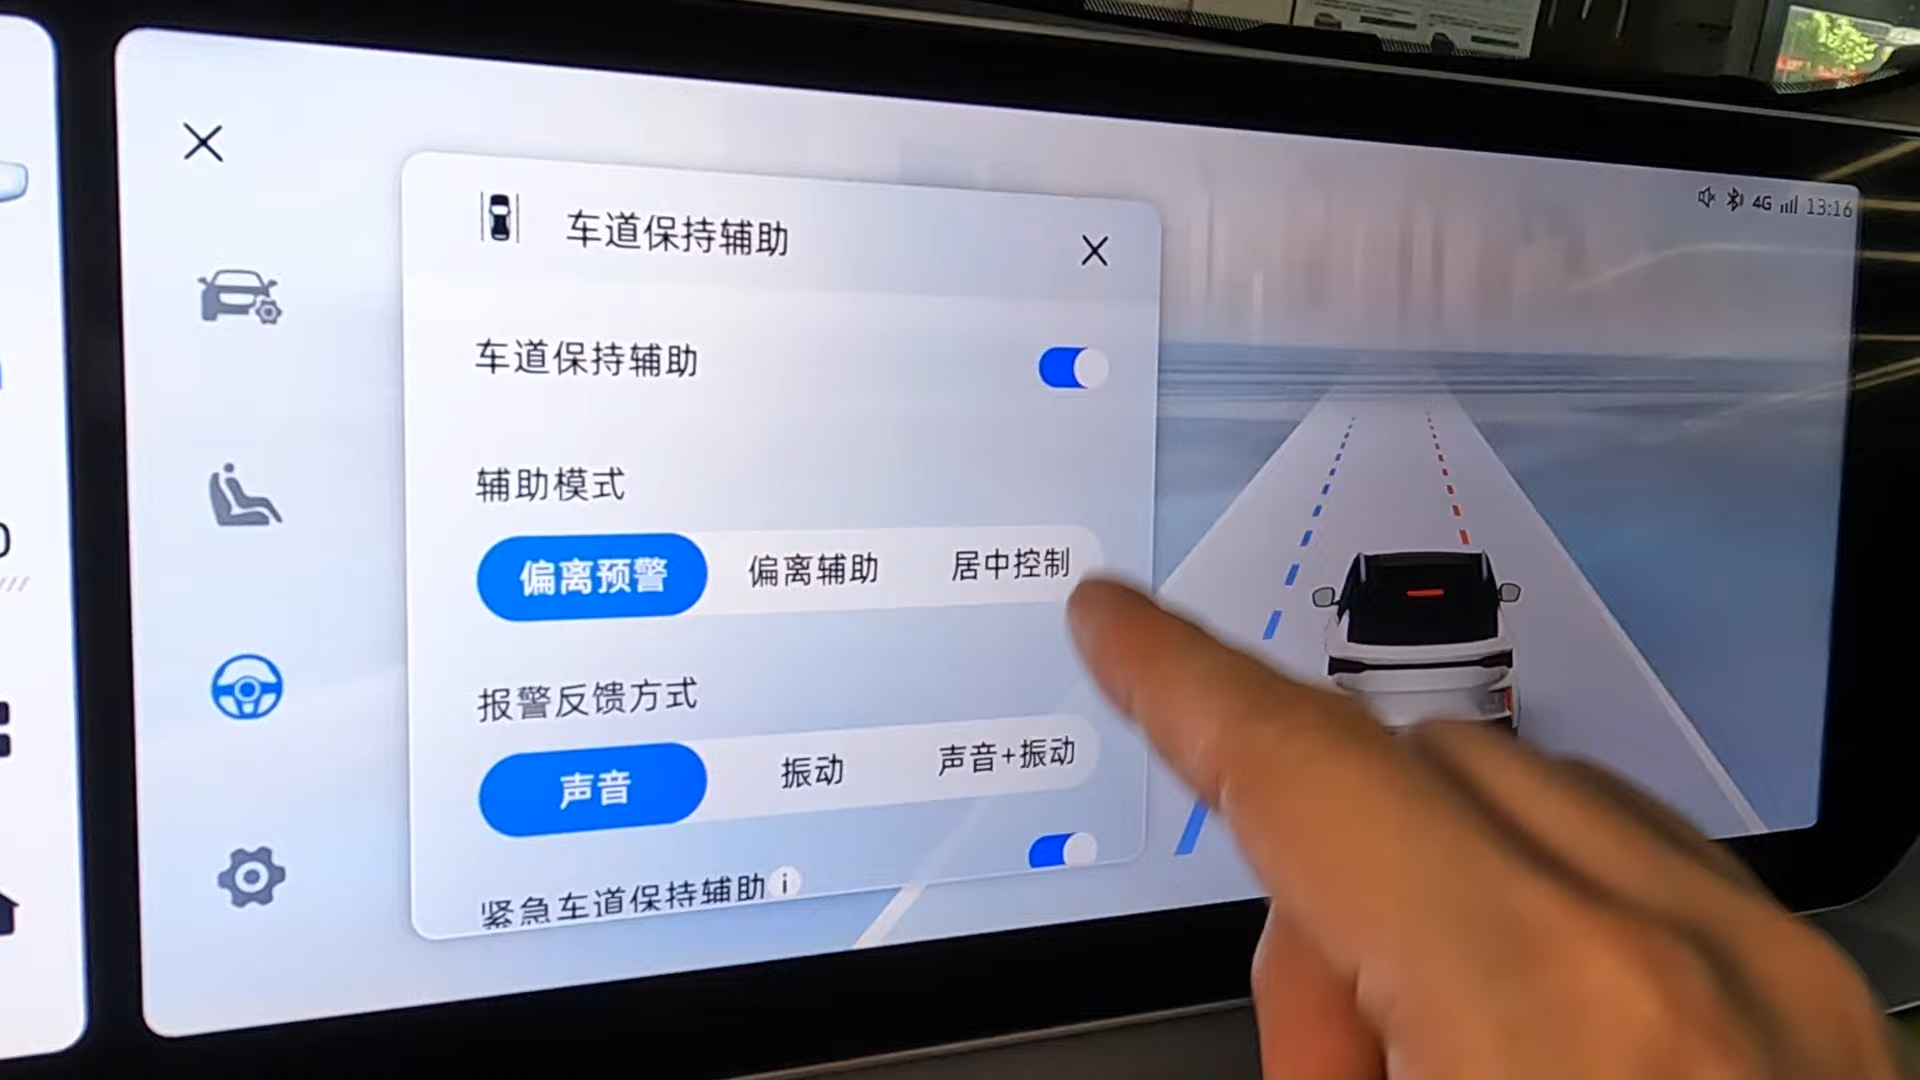 车道保持辅助
4G 13:16
车道保持辅助
辅助模式
偏离预警 偏离辅助 居中控制
报警反馈方式
声音 振动 声音+振动
紧急车道保持辅助 i